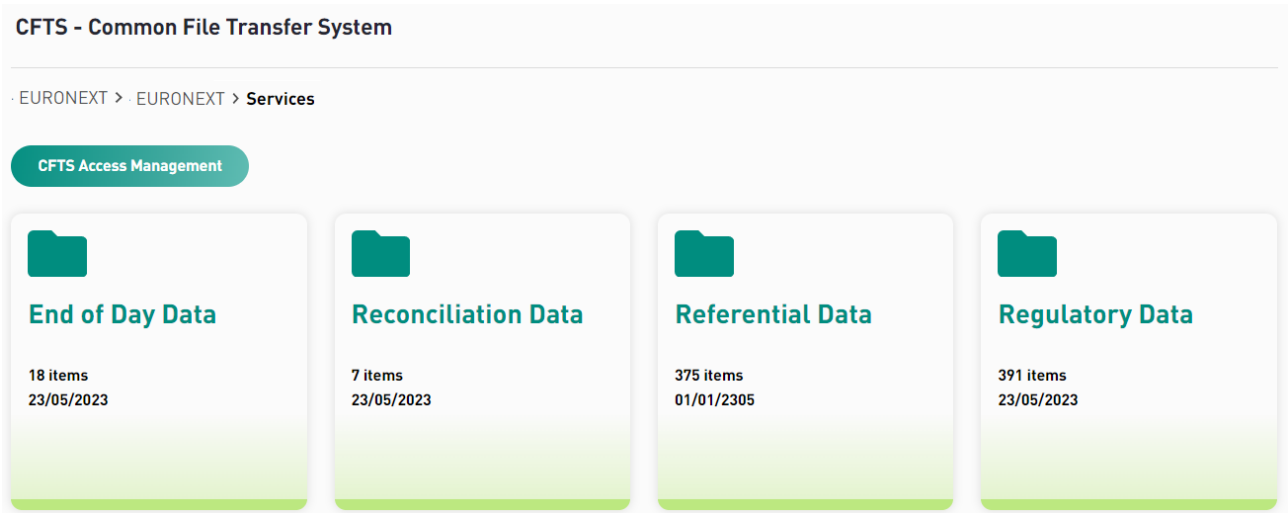 CFTS - Common File Transfer System
· EURONEXT > · EURONEXT > Services
CFTS Access Management
End of Day Data
18 items
23/05/2023
Reconciliation Data
7 items
23/05/2023
Referential Data
375 items
01/01/2305
Regulatory Data
391 items
23/05/2023